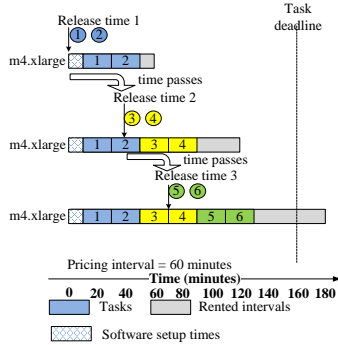 Release time 1
Task
deadline
1 2
m4.xlarge 1 2
time passes
Release time 2
3 4
m4.xlarge 1 2 3 4
time passes
Release time 3
5 6
m4.xlarge 1 2 3 4 5 6
Pricing interval = 60 minutes
Time (minutes)
0 20 40 60 80 100 120 140 160 180
Tasks Rented intervals
Software setup times